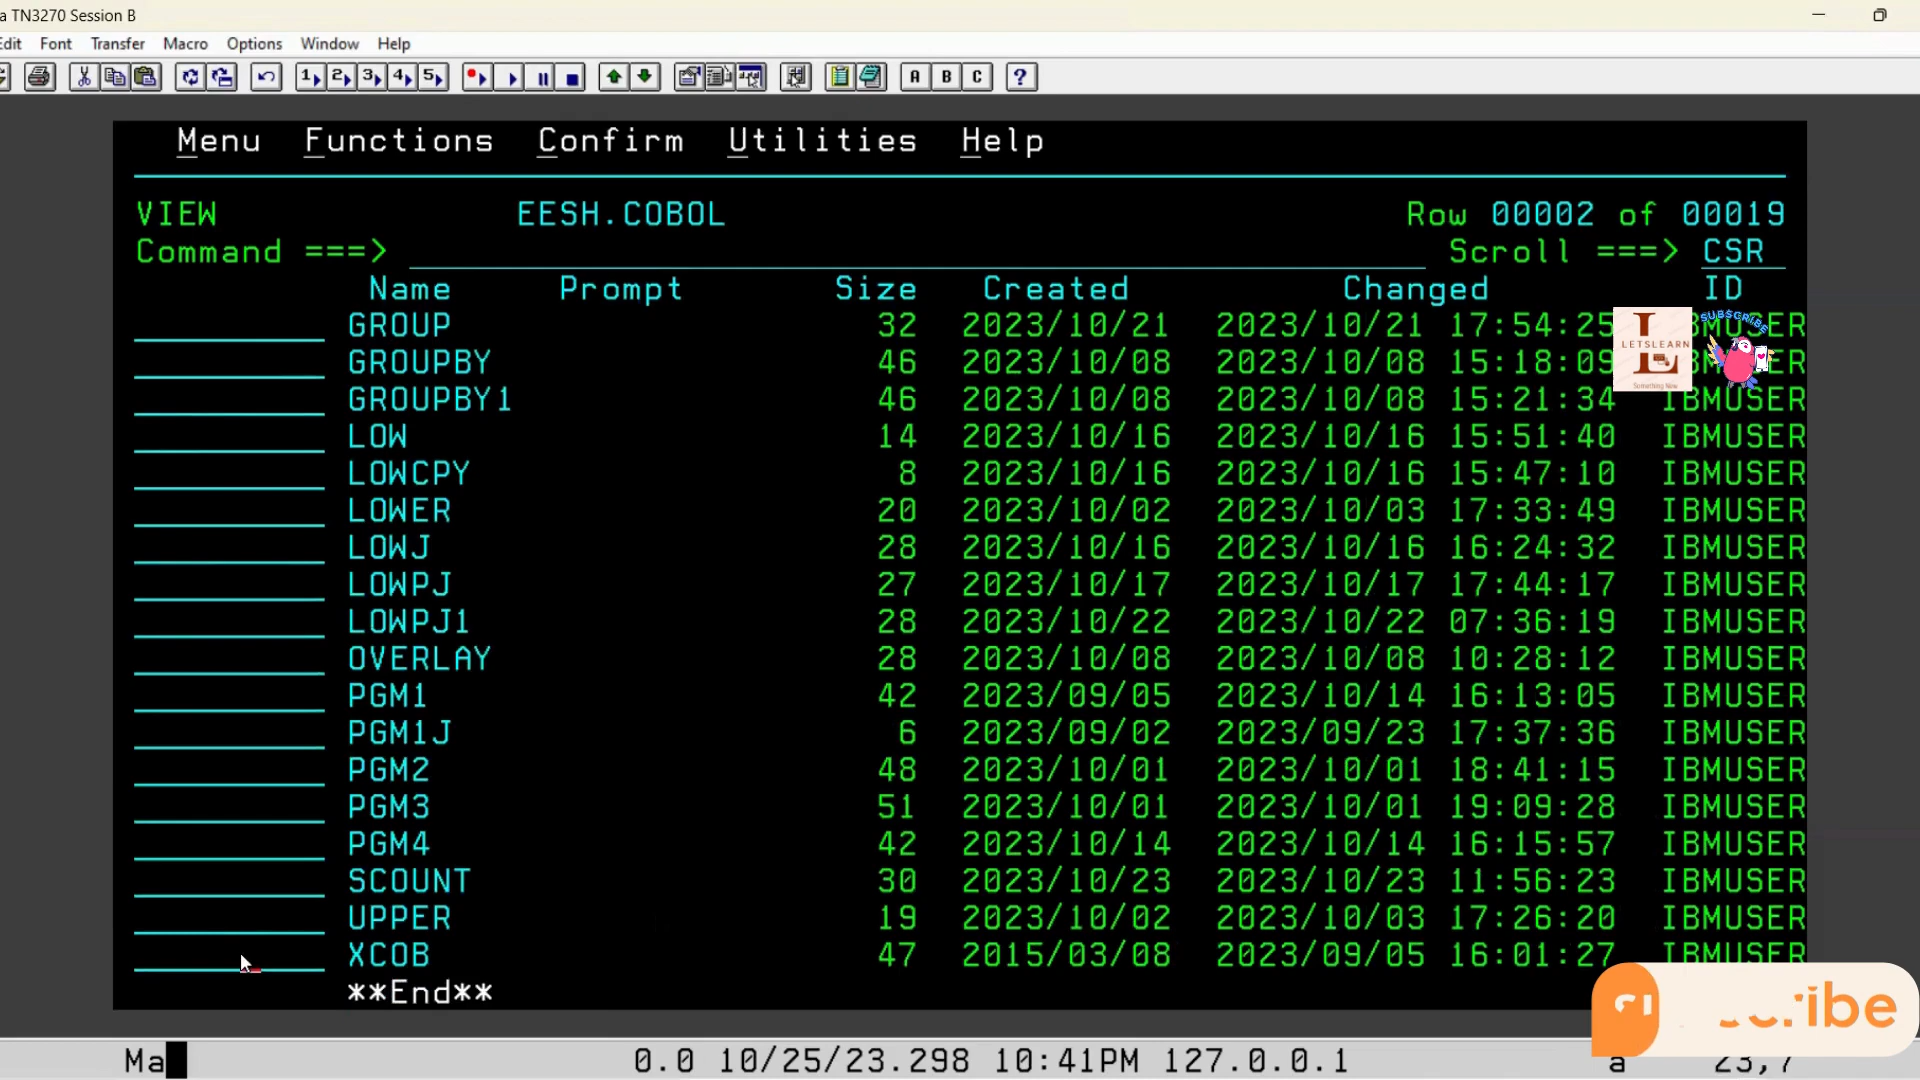 a TN3270 Session B
Edit Font Transfer Macro Options Window Help
1 2 3 4 5 A B C ?
Menu Functions Confirm Utilities Help
VIEW EESH.COBOL Row 00002 of 00019
Command ===> Scroll ===> CSR
Name Prompt Size Created Changed ID
GROUP 32 2023/10/21 2023/10/21 17:54:25
GROUPBY 46 2023/10/08 2023/10/08 15:18:09
GROUPBY1 46 2023/10/08 2023/10/08 15:21:34 IBMUSER
LOW 14 2023/10/16 2023/10/16 15:51:40 IBMUSER
LOWCPY 8 2023/10/16 2023/10/16 15:47:10 IBMUSER
LOWER 20 2023/10/02 2023/10/03 17:33:49 IBMUSER
LOWJ 28 2023/10/16 2023/10/16 16:24:32 IBMUSER
LOWPJ 27 2023/10/17 2023/10/17 17:44:17 IBMUSER
LOWPJ1 28 2023/10/22 2023/10/22 07:36:19 IBMUSER
OVERLAY 28 2023/10/08 2023/10/08 10:28:12 IBMUSER
PGM1 42 2023/09/05 2023/10/14 16:13:05 IBMUSER
PGM1J 6 2023/09/02 2023/09/23 17:37:36 IBMUSER
PGM2 48 2023/10/01 2023/10/01 18:41:15 IBMUSER
PGM3 51 2023/10/01 2023/10/01 19:09:28 IBMUSER
PGM4 42 2023/10/14 2023/10/14 16:15:57 IBMUSER
SCOUNT 30 2023/10/23 2023/10/23 11:56:23 IBMUSER
UPPER 19 2023/10/02 2023/10/03 17:26:20 IBMUSER
XCOB 47 2015/03/08 2023/09/05 16:01:27 IBMUSER
**End**
SUBSCRIBE
LETSLEARN
Something New
Ma 0.0 10/25/23.298 10:41PM 127.0.0.1 a 23,7